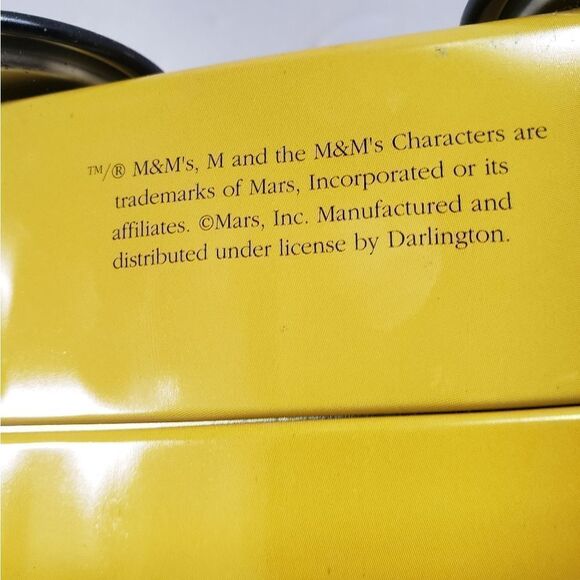 ™/® M&M's, M and the M&M's Characters are
trademarks of Mars, Incorporated or its
affiliates. ©Mars, Inc. Manufactured and
distributed under license by Darlington.